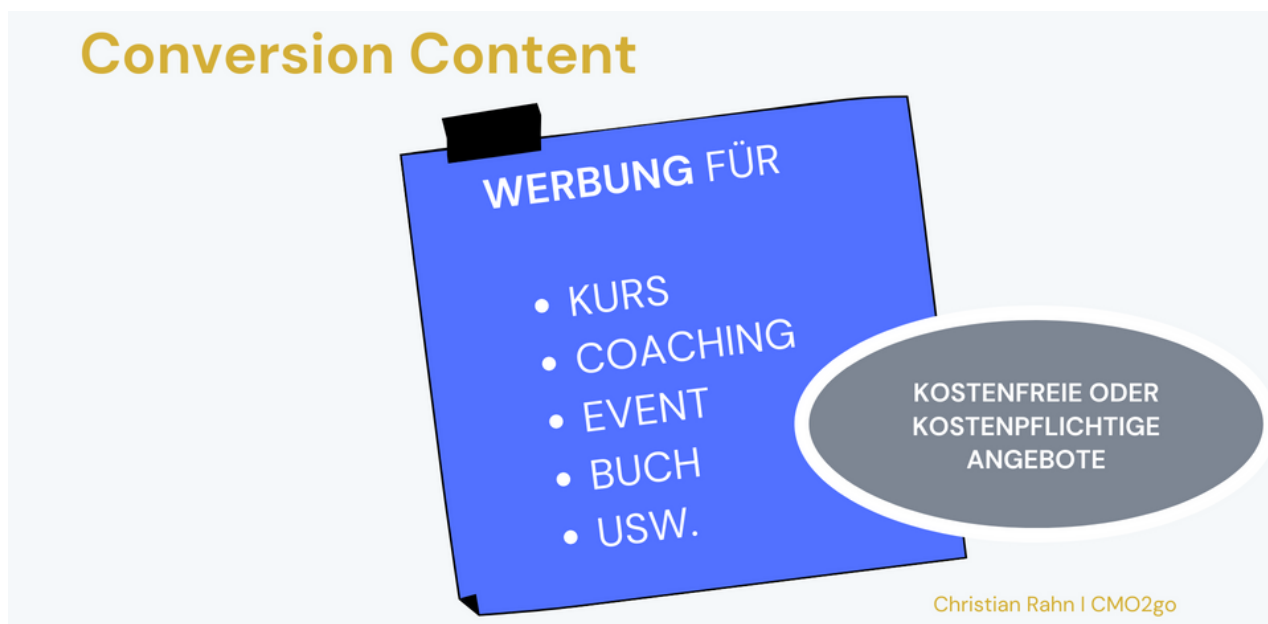 Conversion Content
WERBUNG FÜR
• KURS
• COACHING
• EVENT
• BUCH
• USW.
KOSTENFREIE ODER
KOSTENPFLICHTIGE
ANGEBOTE
Christian Rahn I CMO2go